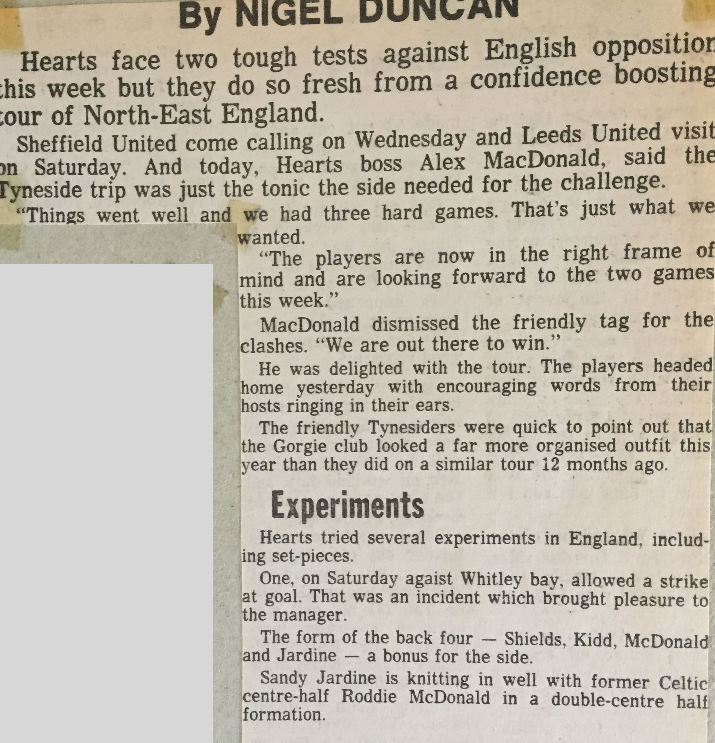 By NIGEL DUNCAN
Hearts face two tough tests against English opposition
this week but they do so fresh from a confidence boosting
tour of North-East England.
Sheffield United come calling on Wednesday and Leeds United visit
on Saturday. And today, Hearts boss Alex MacDonald, said the
Tyneside trip was just the tonic the side needed for the challenge.
“Things went well and we had three hard games. That’s just what we
wanted.
“The players are now in the right frame of
mind and are looking forward to the two games
this week.”
MacDonald dismissed the friendly tag for the
clashes. “We are out there to win.”
He was delighted with the tour. The players headed
home yesterday with encouraging words from their
hosts ringing in their ears.
The friendly Tynesiders were quick to point out that
the Gorgie club looked a far more organised outfit this
year than they did on a similar tour 12 months ago.
Experiments
Hearts tried several experiments in England, includ-
ing set-pieces.
One, on Saturday agaist Whitley bay, allowed a strike
at goal. That was an incident which brought pleasure to
the manager.
The form of the back four — Shields, Kidd, McDonald
and Jardine — a bonus for the side.
Sandy Jardine is knitting in well with former Celtic
centre-half Roddie McDonald in a double-centre half
formation.